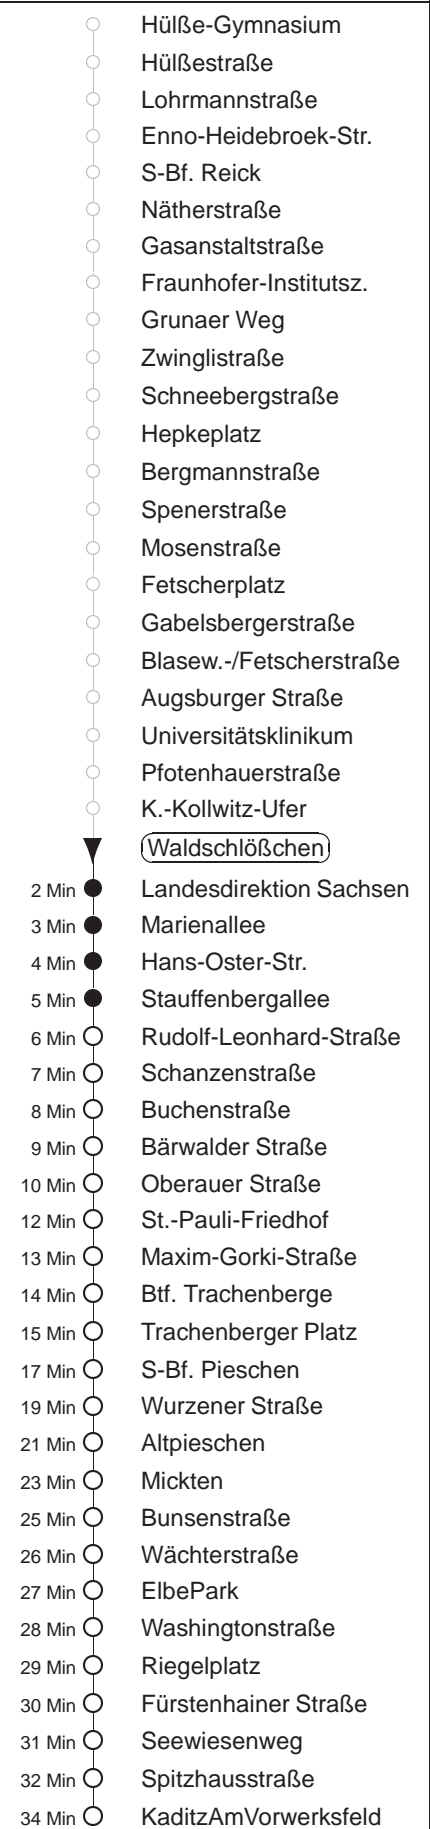 Hülße-Gymnasium
Hülßestraße
Lohrmannstraße
Enno-Heidebroek-Str.
S-Bf. Reick
Nätherstraße
Gasanstaltstraße
Fraunhofer-Institutsz.
Grunaer Weg
Zwinglistraße
Schneebergstraße
Hepkeplatz
Bergmannstraße
Spenerstraße
Mosenstraße
Fetscherplatz
Gabelsbergerstraße
Blasew.-/Fetscherstraße
Augsburger Straße
Universitätsklinikum
Pfotenhauerstraße
K.-Kollwitz-Ufer
Waldschlößchen
2 Min Landesdirektion Sachsen
3 Min Marienallee
4 Min Hans-Oster-Str.
5 Min Stauffenbergallee
6 Min Rudolf-Leonhard-Straße
7 Min Schanzenstraße
8 Min Buchenstraße
9 Min Bärwalder Straße
10 Min Oberauer Straße
12 Min St.-Pauli-Friedhof
13 Min Maxim-Gorki-Straße
14 Min Btf. Trachenberge
15 Min Trachenberger Platz
17 Min S-Bf. Pieschen
19 Min Wurzener Straße
21 Min Altpieschen
23 Min Mickten
25 Min Bunsenstraße
26 Min Wächterstraße
27 Min ElbePark
28 Min Washingtonstraße
29 Min Riegelplatz
30 Min Fürstenhainer Straße
31 Min Seewiesenweg
32 Min Spitzhausstraße
34 Min KaditzAmVorwerksfeld